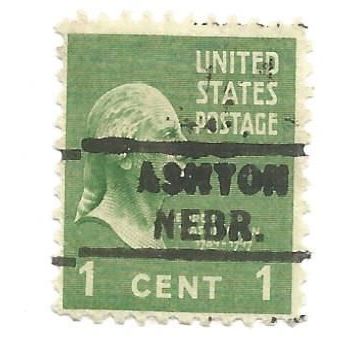 UNITED
STATES
POSTAGE
ASHTON
NEBR.
1 CENT 1